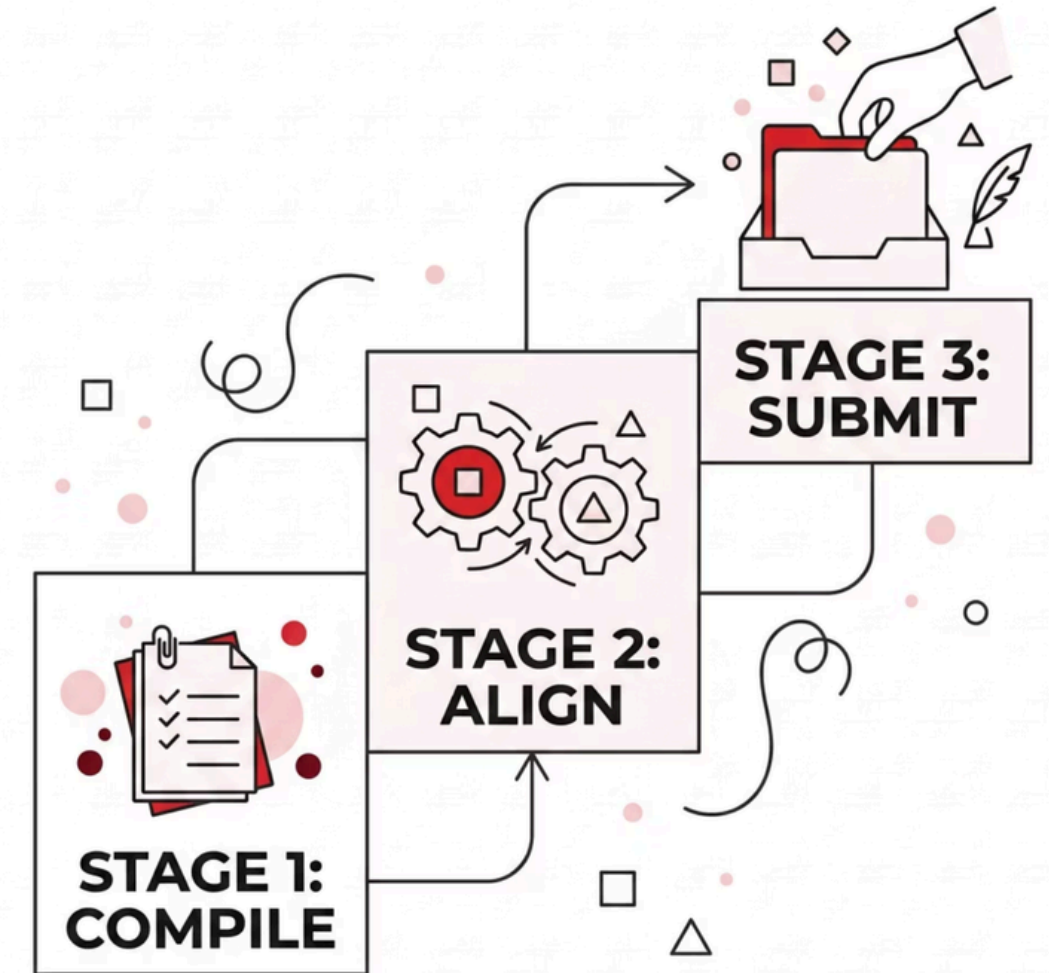 STAGE 3:
SUBMIT
STAGE 2:
ALIGN
STAGE 1:
COMPILE